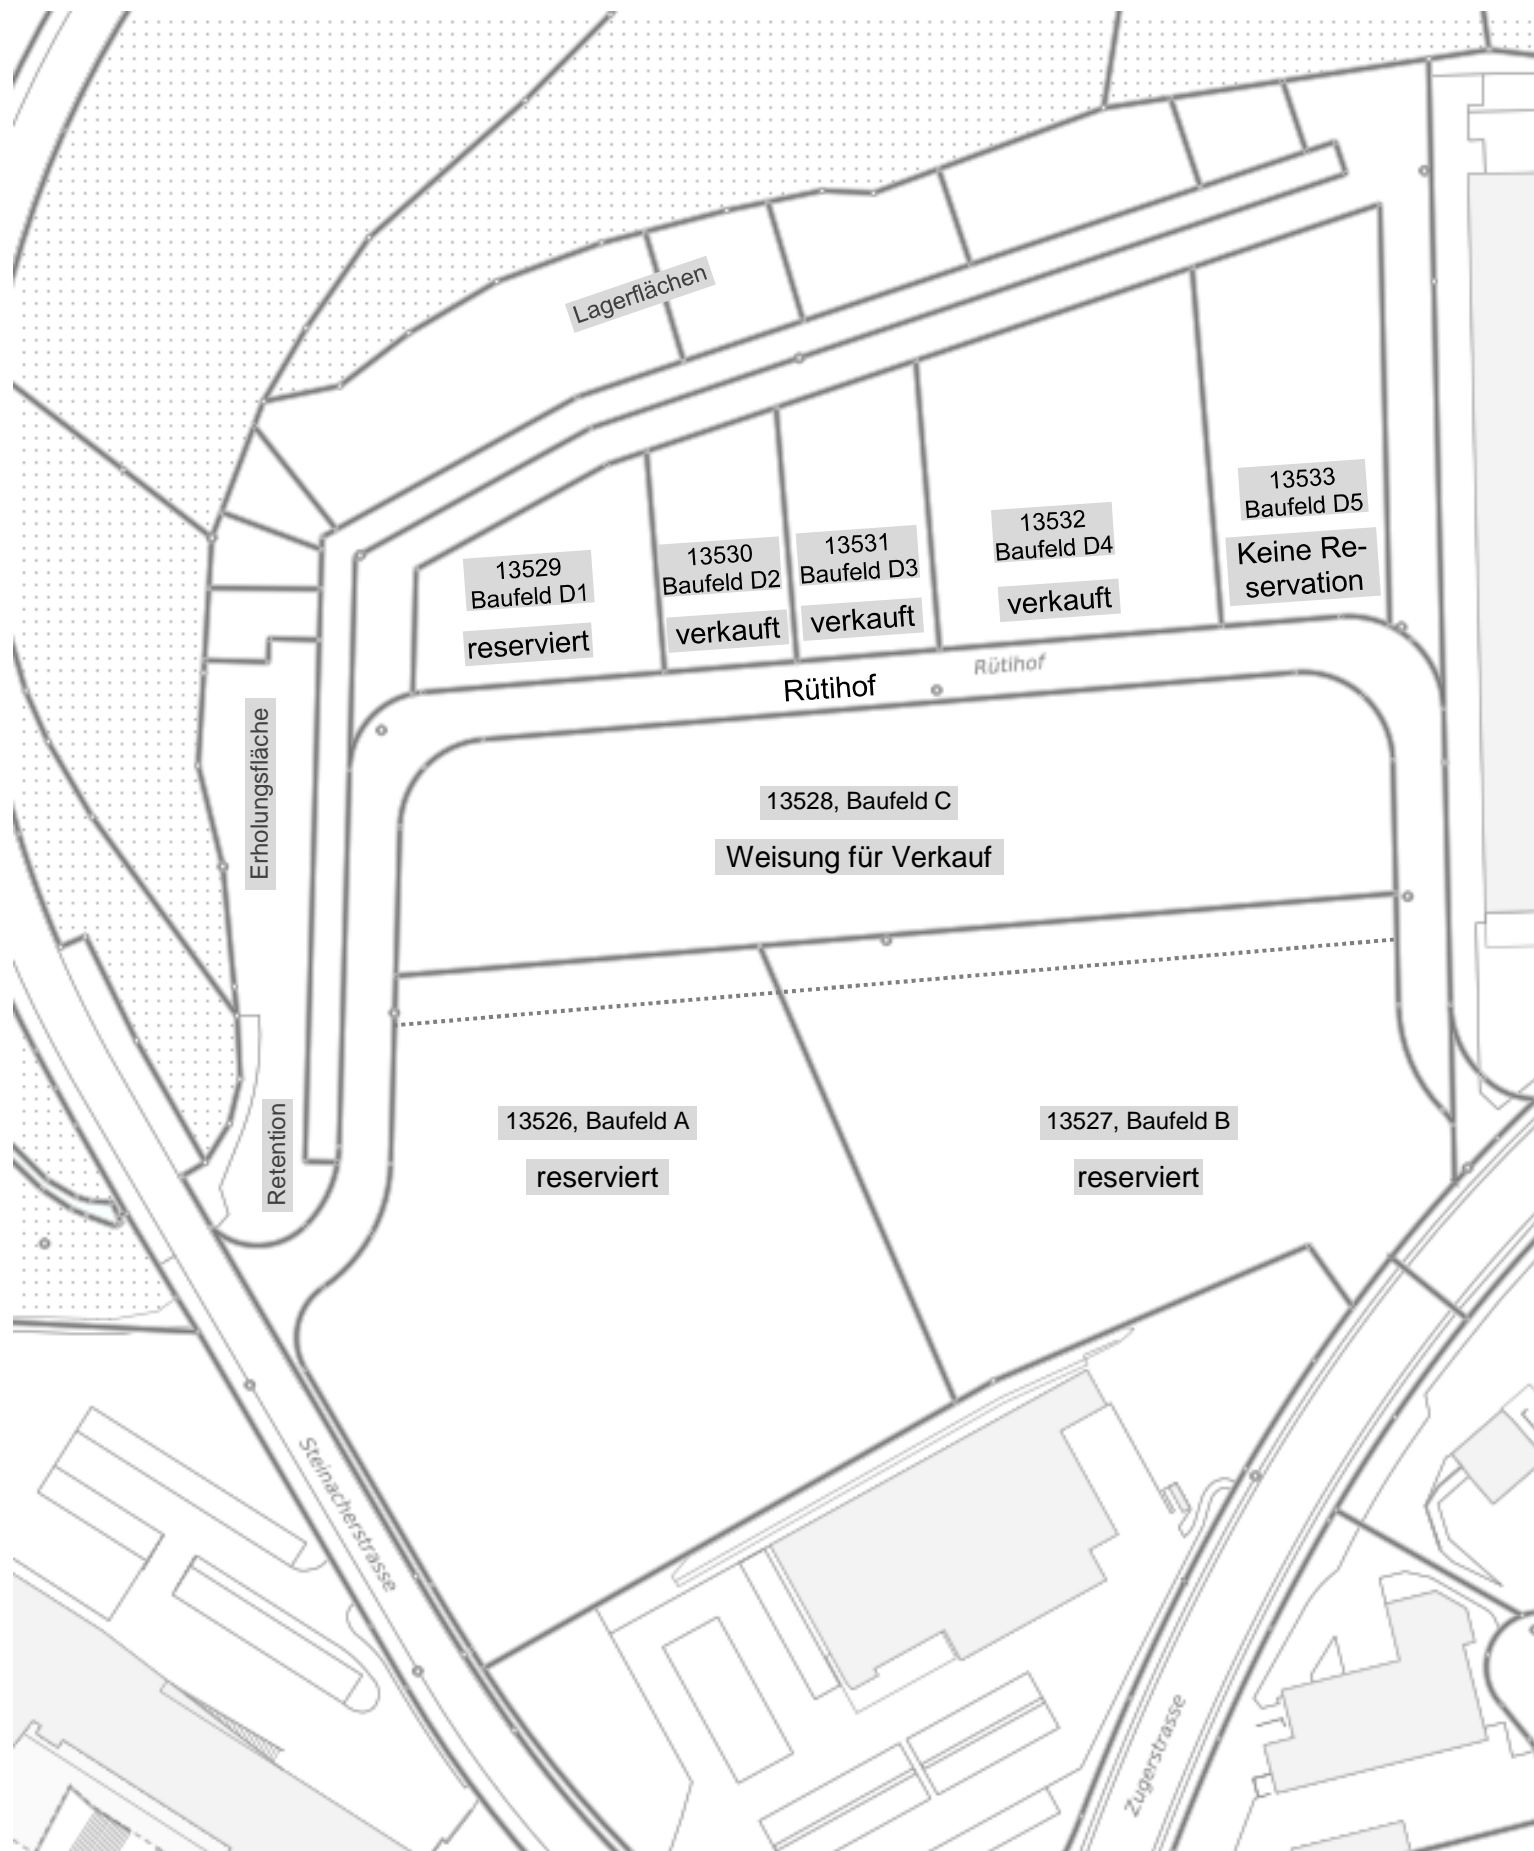 Lagerflächen
13533
Baufeld D5
Keine Re-
servation
13532
Baufeld D4
verkauft
13531
Baufeld D3
verkauft
13530
Baufeld D2
verkauft
13529
Baufeld D1
reserviert
Rütihof
Rütihof
Erholungsfläche
13528, Baufeld C
Weisung für Verkauf
Retention
13526, Baufeld A
reserviert
13527, Baufeld B
reserviert
Steinacherstrasse
Zugerstrasse